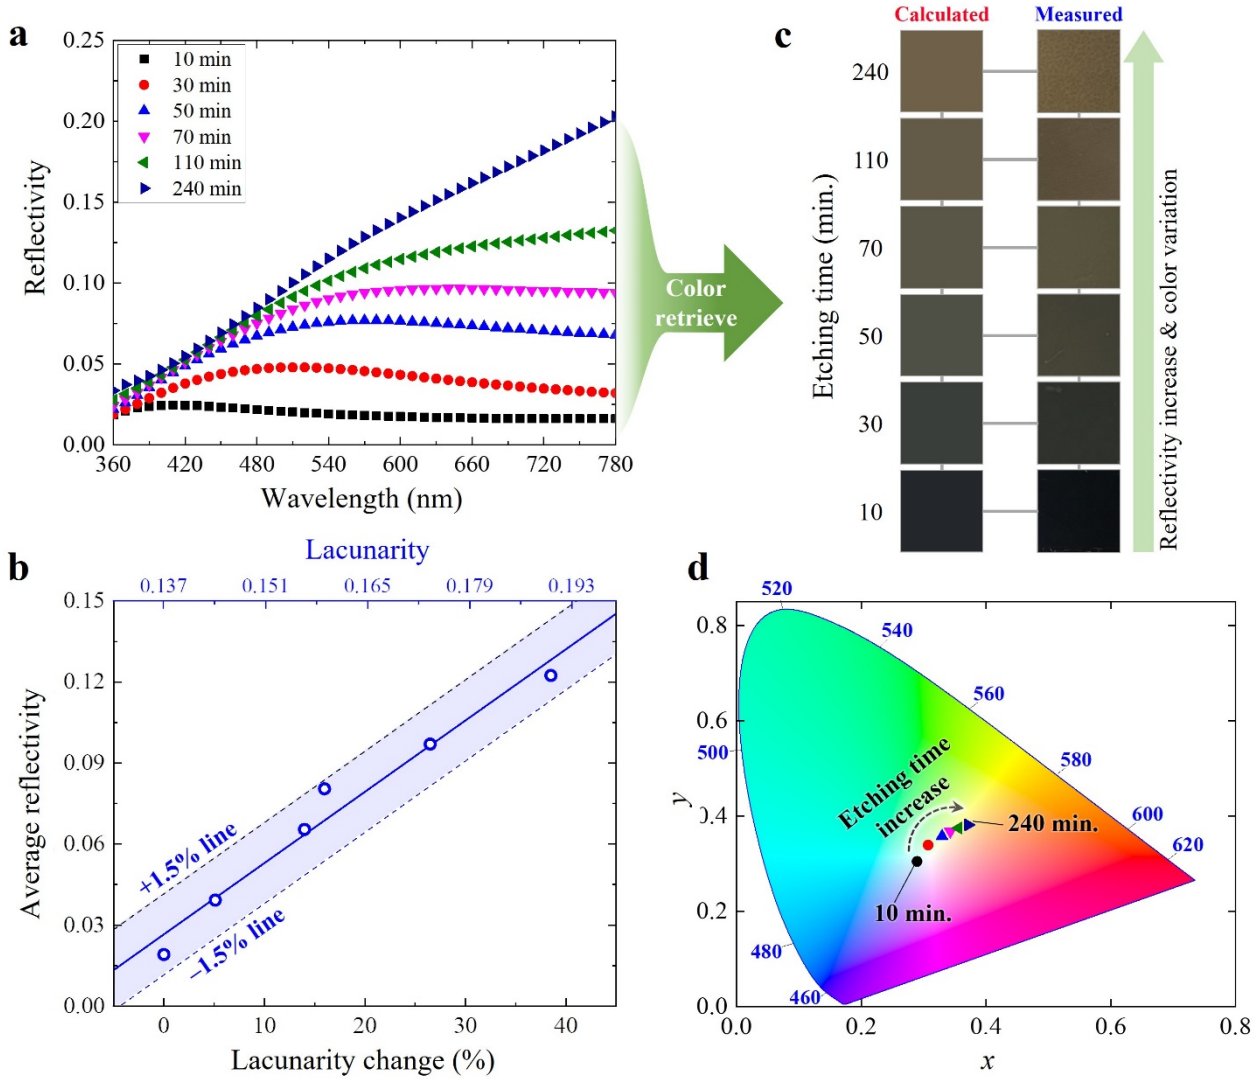 a
0.25
0.20
0.15
0.10
0.05
0.00
Reflectivity
10 min
30 min
50 min
70 min
110 min
240 min
360 420 480 540 600 660 720 780
Wavelength (nm)
Color
retrieve
c
Calculated Measured
240
110
70
50
30
10
Etching time (min.)
Reflectivity increase & color variation
b
Lacunarity
0.137 0.151 0.165 0.179 0.193
0.15
0.12
0.09
0.06
0.03
0.00
Average reflectivity
+1.5% line
−1.5% line
0 10 20 30 40
Lacunarity change (%)
d
0.8
0.6
0.4
0.2
0.0
y
520
540
560
580
600
620
500
480
460
Etching time
increase
240 min.
10 min.
0.0 0.2 0.4 0.6 0.8
x